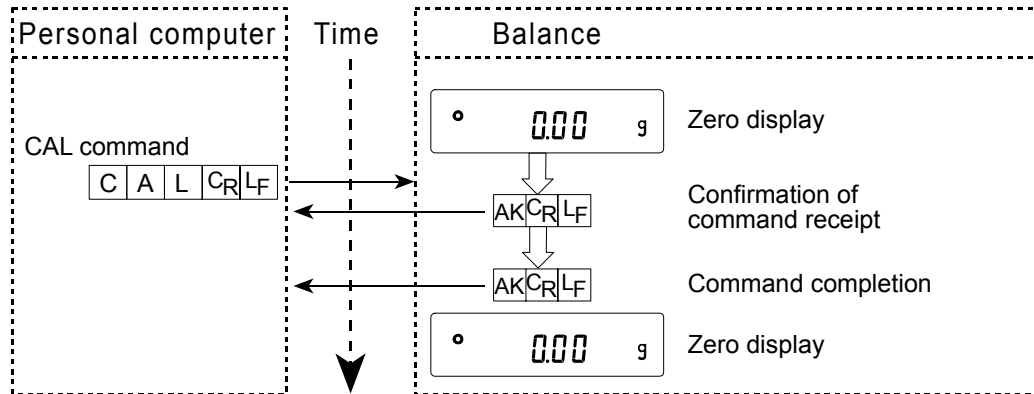 Personal computer Time Balance
0.00 g Zero display
CAL command
C A L CR LF
AK CR LF Confirmation of
command receipt
AK CR LF Command completion
0.00 g Zero display